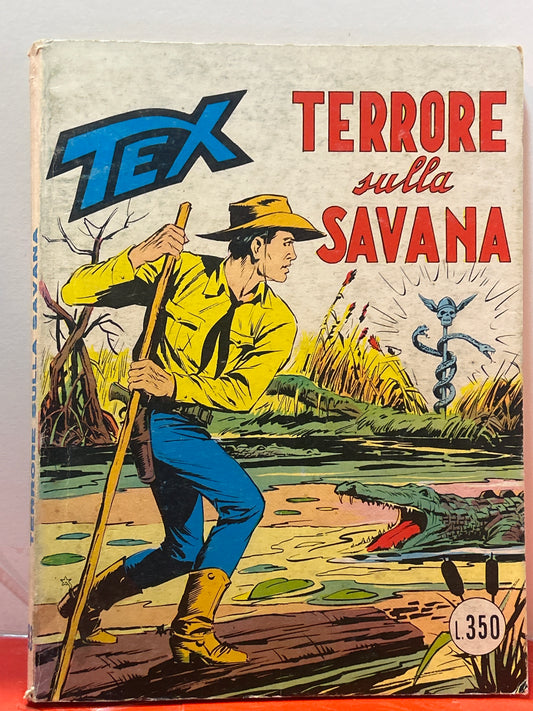 TEX
TERRORE
sulla
SAVANA
L.350
TERRORE SULLA SAVANA